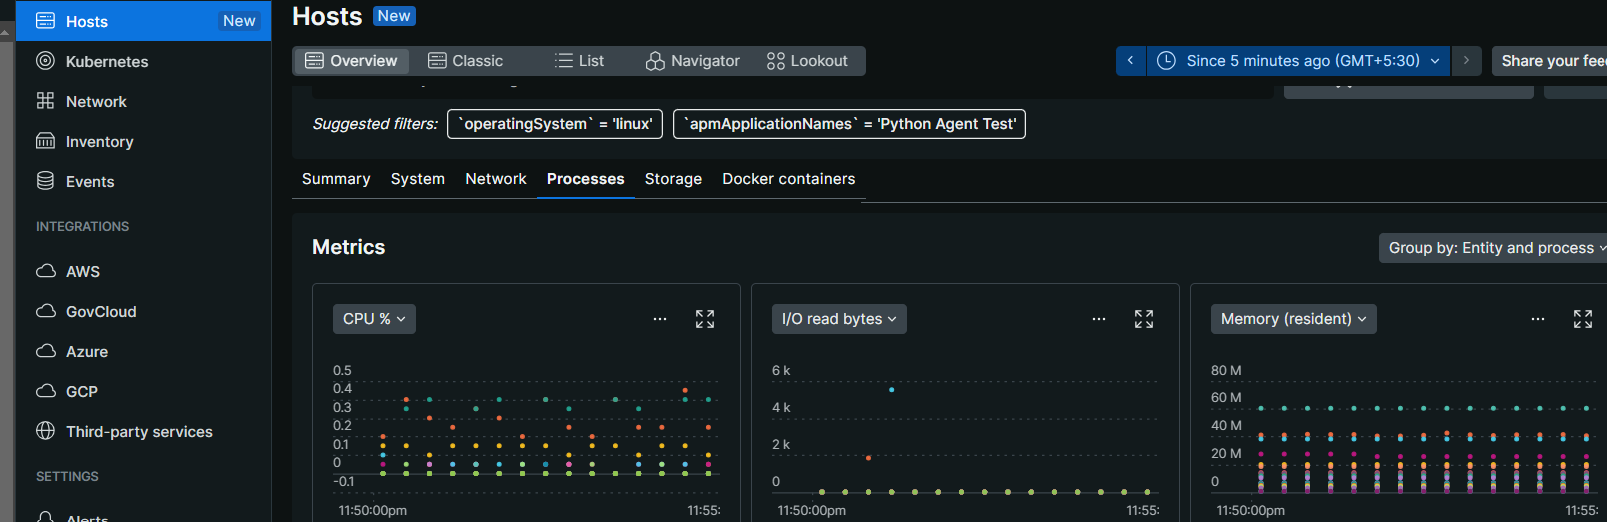 Hosts New
Kubernetes
Network
Inventory
Events
INTEGRATIONS
AWS
GovCloud
Azure
GCP
Third-party services
SETTINGS
Alerts
Hosts New
Overview Classic List Navigator Lookout
Since 5 minutes ago (GMT+5:30)
Share your fee
Suggested filters: `operatingSystem` = 'linux' `apmApplicationNames` = 'Python Agent Test'
Summary System Network Processes Storage Docker containers
Metrics
Group by: Entity and process
CPU %
0.5
0.4
0.3
0.2
0.1
0
-0.1
11:50:00pm 11:55:
I/O read bytes
6 k
4 k
2 k
0
11:50:00pm 11:55:
Memory (resident)
80 M
60 M
40 M
20 M
0
11:50:00pm 11:55: